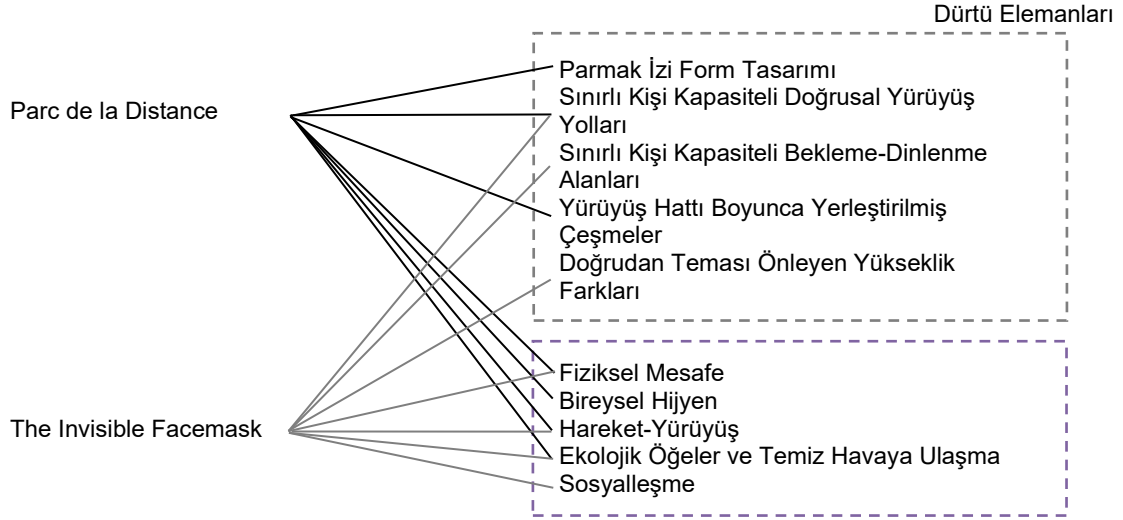 Dürtü Elemanları
Parmak İzi Form Tasarımı
Sınırlı Kişi Kapasiteli Doğrusal Yürüyüş
Yolları
Sınırlı Kişi Kapasiteli Bekleme-Dinlenme
Alanları
Yürüyüş Hattı Boyunca Yerleştirilmiş
Çeşmeler
Doğrudan Teması Önleyen Yükseklik
Farkları
Parc de la Distance
Fiziksel Mesafe
Bireysel Hijyen
Hareket-Yürüyüş
Ekolojik Öğeler ve Temiz Havaya Ulaşma
Sosyalleşme
The Invisible Facemask